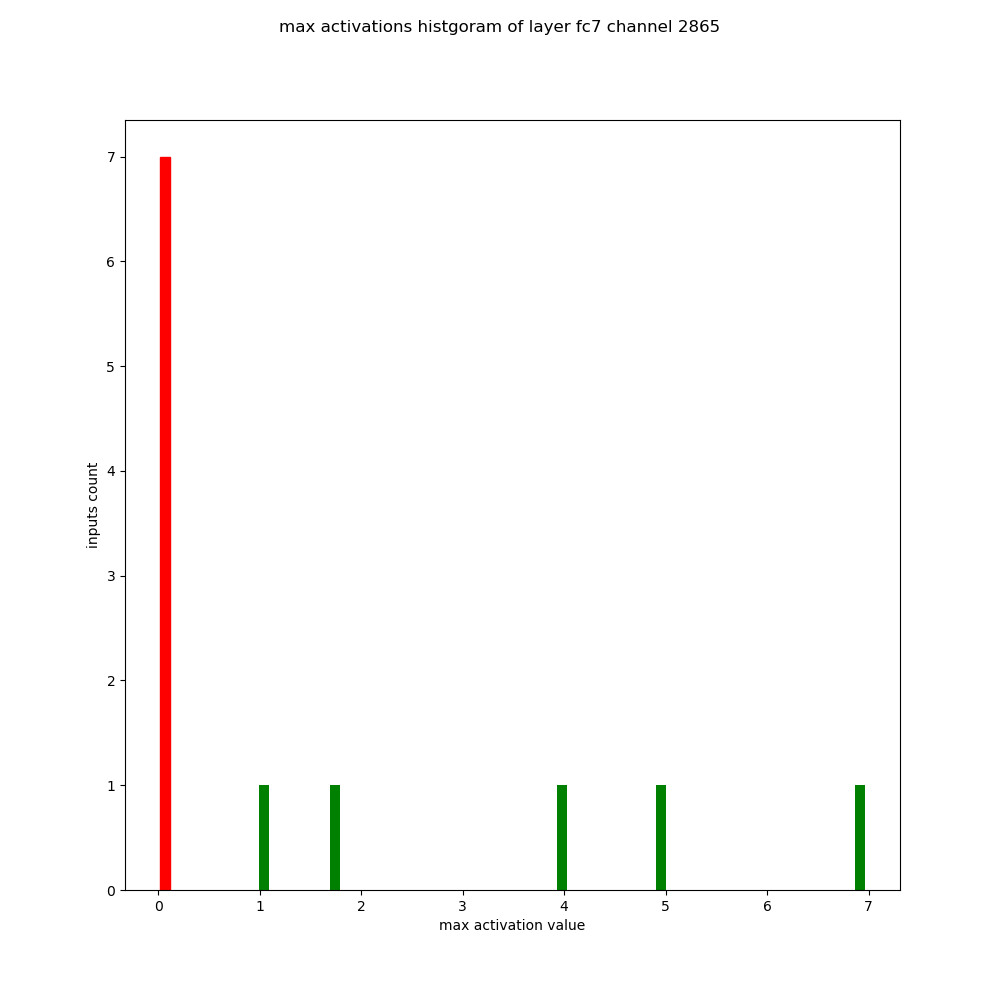 max activations histgoram of layer fc7 channel 2865
7
6
5
4
3
2
1
0
inputs count
0 1 2 3 4 5 6 7
max activation value